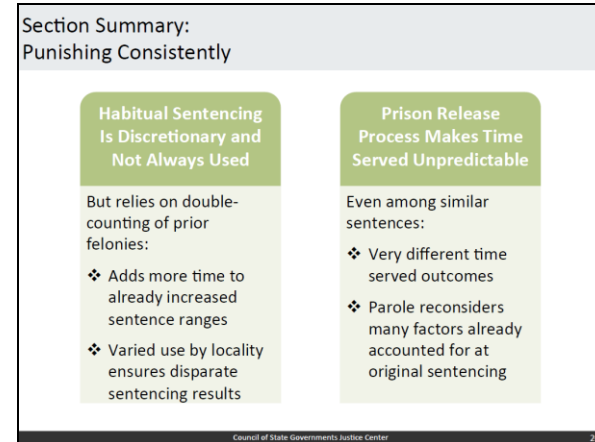 Section Summary:
Punishing Consistently
Habitual Sentencing
Is Discretionary and
Not Always Used
But relies on double-
counting of prior
felonies:
❖ Adds more time to
already increased
sentence ranges
❖ Varied use by locality
ensures disparate
sentencing results
Prison Release
Process Makes Time
Served Unpredictable
Even among similar
sentences:
❖ Very different time
served outcomes
❖ Parole reconsiders
many factors already
accounted for at
original sentencing
Council of State Governments Justice Center